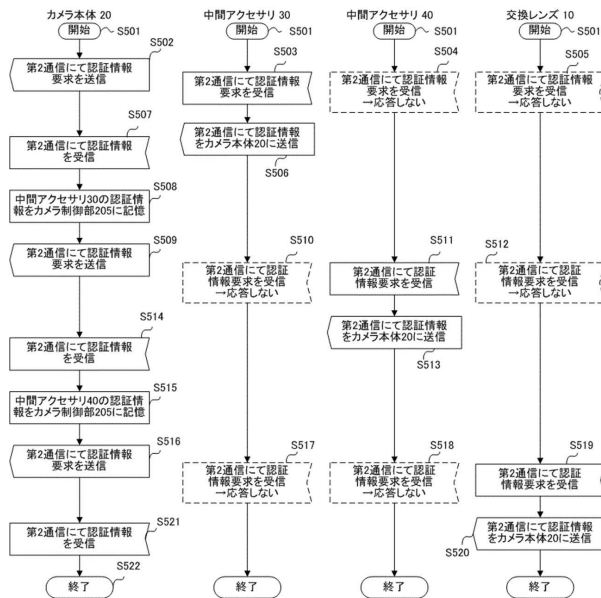 カメラ本体 20
開始
S501
S502
第2通信にて認証情報
要求を送信
S507
第2通信にて認証情報
を受信
S508
中間アクセサリ30の認証情
報をカメラ制御部205に記憶
S509
第2通信にて認証情報
要求を送信
S514
第2通信にて認証情報
を受信
S515
中間アクセサリ40の認証情
報をカメラ制御部205に記憶
S516
第2通信にて認証情報
要求を送信
S521
第2通信にて認証情報
を受信
S522
終了
中間アクセサリ 30
開始
S501
S503
第2通信にて認証情報
要求を受信
第2通信にて認証情報
をカメラ本体20に送信
S506
S510
第2通信にて認証
情報要求を受信
→応答しない
S517
第2通信にて認証
情報要求を受信
→応答しない
終了
中間アクセサリ 40
開始
S501
S504
第2通信にて認証情報
要求を受信
→応答しない
S511
第2通信にて認証
情報要求を受信
第2通信にて認証情報
をカメラ本体20に送信
S513
S518
第2通信にて認証
情報要求を受信
→応答しない
終了
交換レンズ 10
開始
S501
S505
第2通信にて認証情報
要求を受信
→応答しない
S512
第2通信にて認証
情報要求を受信
→応答しない
S519
第2通信にて認証
情報要求を受信
第2通信にて認証情報
をカメラ本体20に送信
S520
終了